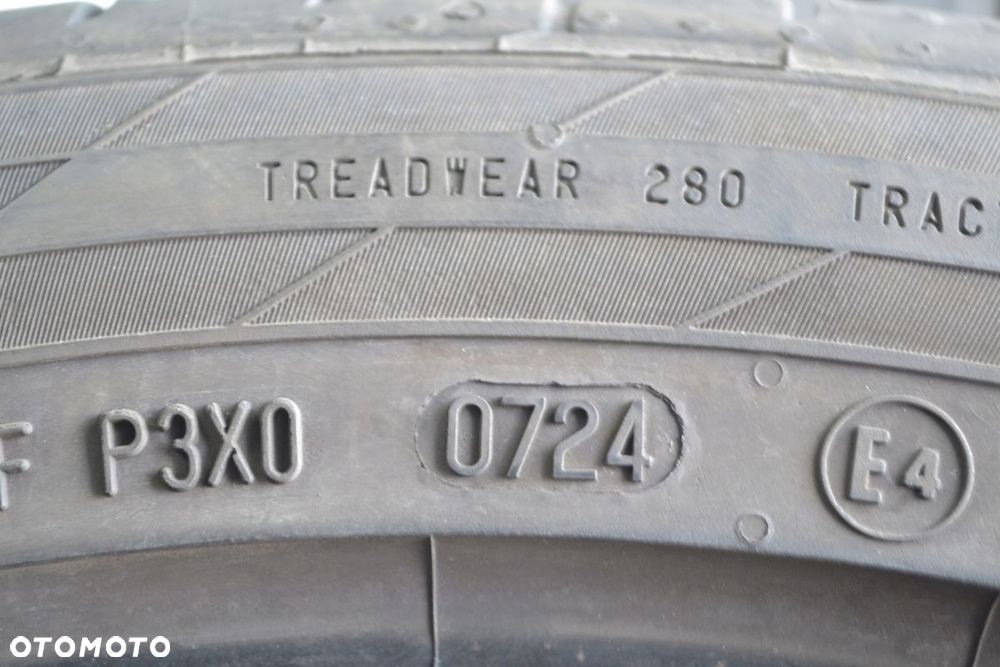 TREADWEAR 280
P3X0 0724 E4
OTOMOTO